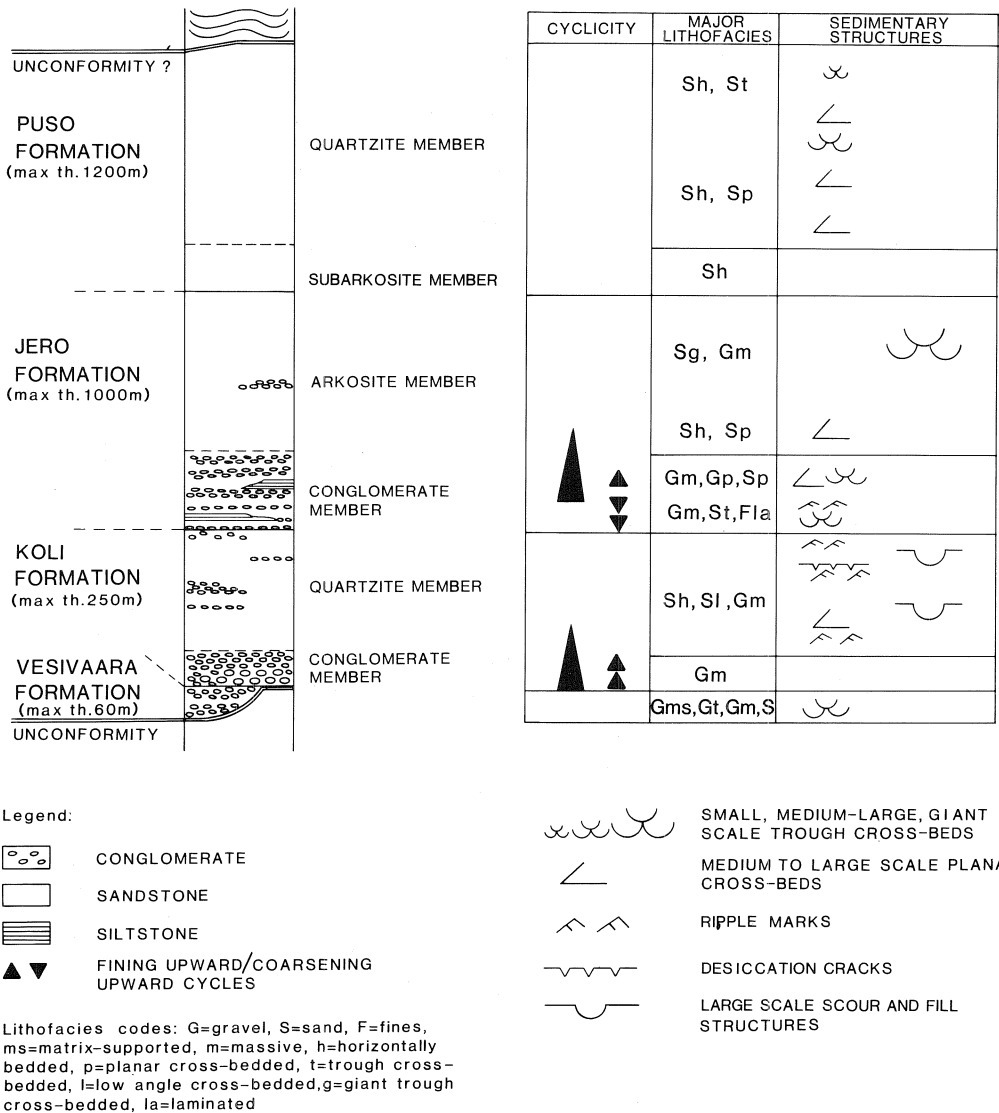 UNCONFORMITY ?
PUSO
FORMATION
(max th.1200m)
QUARTZITE MEMBER
SUBARKOSITE MEMBER
JERO
FORMATION
(max th.1000m)
ARKOSITE MEMBER
CONGLOMERATE
MEMBER
KOLI
FORMATION
(max th.250m)
QUARTZITE MEMBER
CONGLOMERATE
MEMBER
VESIVAARA
FORMATION
(max th.60m)
UNCONFORMITY
CYCLICITY
MAJOR
LITHOFACIES
SEDIMENTARY
STRUCTURES
Sh, St
Sh, Sp
Sh
Sg, Gm
Sh, Sp
Gm,Gp,Sp
Gm,St,Fla
Sh,Sl,Gm
Gm
Gms,Gt,Gm,S
Legend:
CONGLOMERATE
SANDSTONE
SILTSTONE
FINING UPWARD/COARSENING
UPWARD CYCLES
Lithofacies codes: G=gravel, S=sand, F=fines,
ms=matrix-supported, m=massive, h=horizontally
bedded, p=planar cross-bedded, t=trough cross-
bedded, l=low angle cross-bedded,g=giant trough
cross-bedded, la=laminated
SMALL, MEDIUM-LARGE, GIANT
SCALE TROUGH CROSS-BEDS
MEDIUM TO LARGE SCALE PLANA
CROSS-BEDS
RIPPLE MARKS
DESICCATION CRACKS
LARGE SCALE SCOUR AND FILL
STRUCTURES